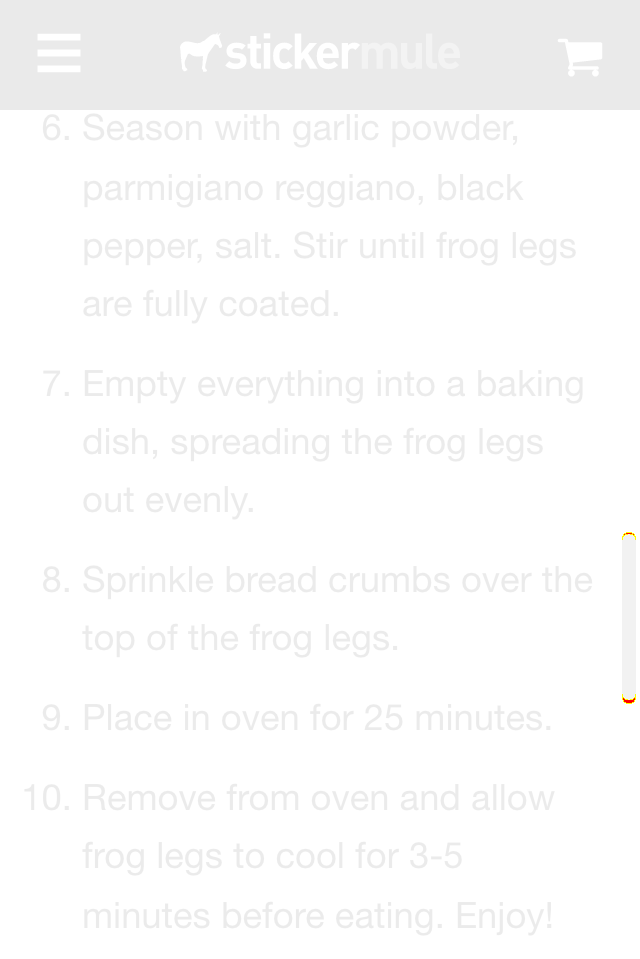 stickermule
6. Season with garlic powder,
parmigiano reggiano, black
pepper, salt. Stir until frog legs
are fully coated.
7. Empty everything into a baking
dish, spreading the frog legs
out evenly.
8. Sprinkle bread crumbs over the
top of the frog legs.
9. Place in oven for 25 minutes.
10. Remove from oven and allow
frog legs to cool for 3-5
minutes before eating. Enjoy!